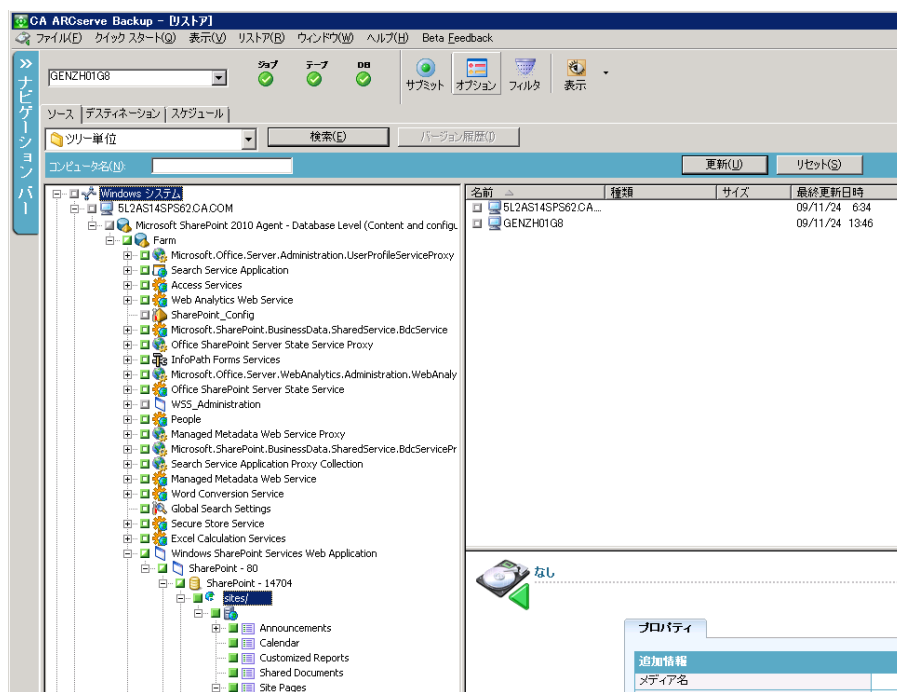 CA ARCserve Backup - [リストア]
ファイル(F) クイック スタート(Q) 表示(V) リストア(R) ウィンドウ(W) ヘルプ(H) Beta Feedback
»
ナビゲーション バー
GENZH01G8
ジョブ テープ DB
サブミット オプション フィルタ 表示
ソース デスティネーション スケジュール
ツリー単位 検索(E) バージョン履歴(I)
コンピュータ名(N): 更新(U) リセット(S)
Windows システム
5L2AS14SPS62.CA.COM
Microsoft SharePoint 2010 Agent - Database Level (Content and configu
Farm
Microsoft.Office.Server.Administration.UserProfileServiceProxy
Search Service Application
Access Services
Web Analytics Web Service
SharePoint_Config
Microsoft.SharePoint.BusinessData.SharedService.BdcService
Office SharePoint Server State Service Proxy
InfoPath Forms Services
Microsoft.Office.Server.WebAnalytics.Administration.WebAnaly
Office SharePoint Server State Service
WSS_Administration
People
Managed Metadata Web Service Proxy
Microsoft.SharePoint.BusinessData.SharedService.BdcServicePr
Search Service Application Proxy Collection
Managed Metadata Web Service
Word Conversion Service
Global Search Settings
Secure Store Service
Excel Calculation Services
Windows SharePoint Services Web Application
SharePoint - 80
SharePoint - 14704
sites/
Announcements
Calendar
Customized Reports
Shared Documents
Site Pages
名前 種類 サイズ 最終更新日時
5L2AS14SPS62.CA.... 09/11/24 6:34
GENZH01G8 09/11/24 13:46
なし
プロパティ
追加情報
メディア名